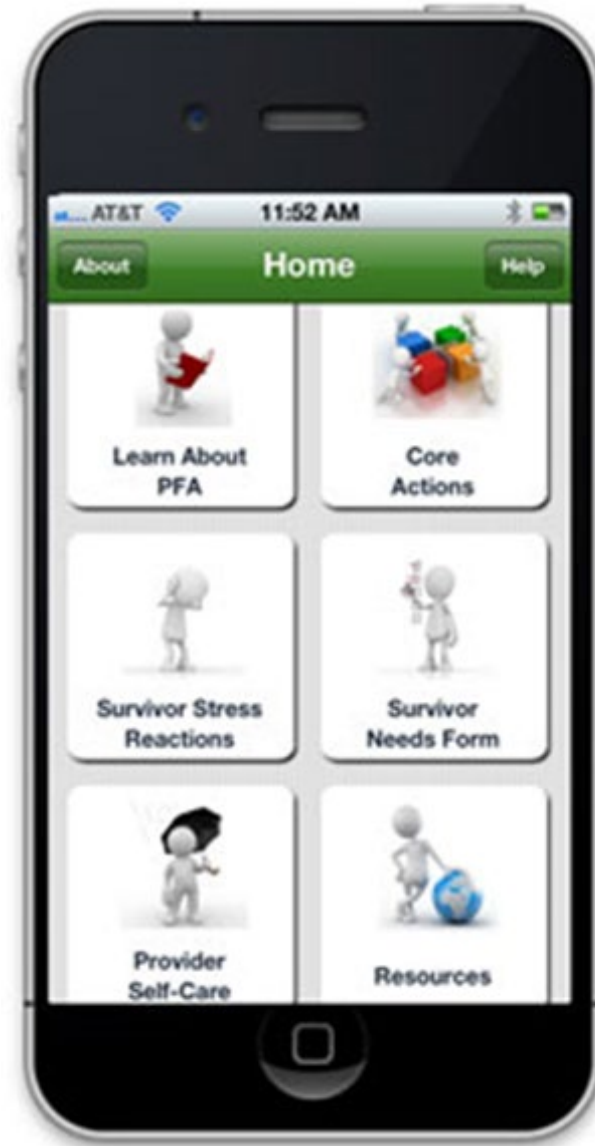 AT&T 11:52 AM
About Home Help
Learn About
PFA
Core
Actions
Survivor Stress
Reactions
Survivor
Needs Form
Provider
Self-Care
Resources